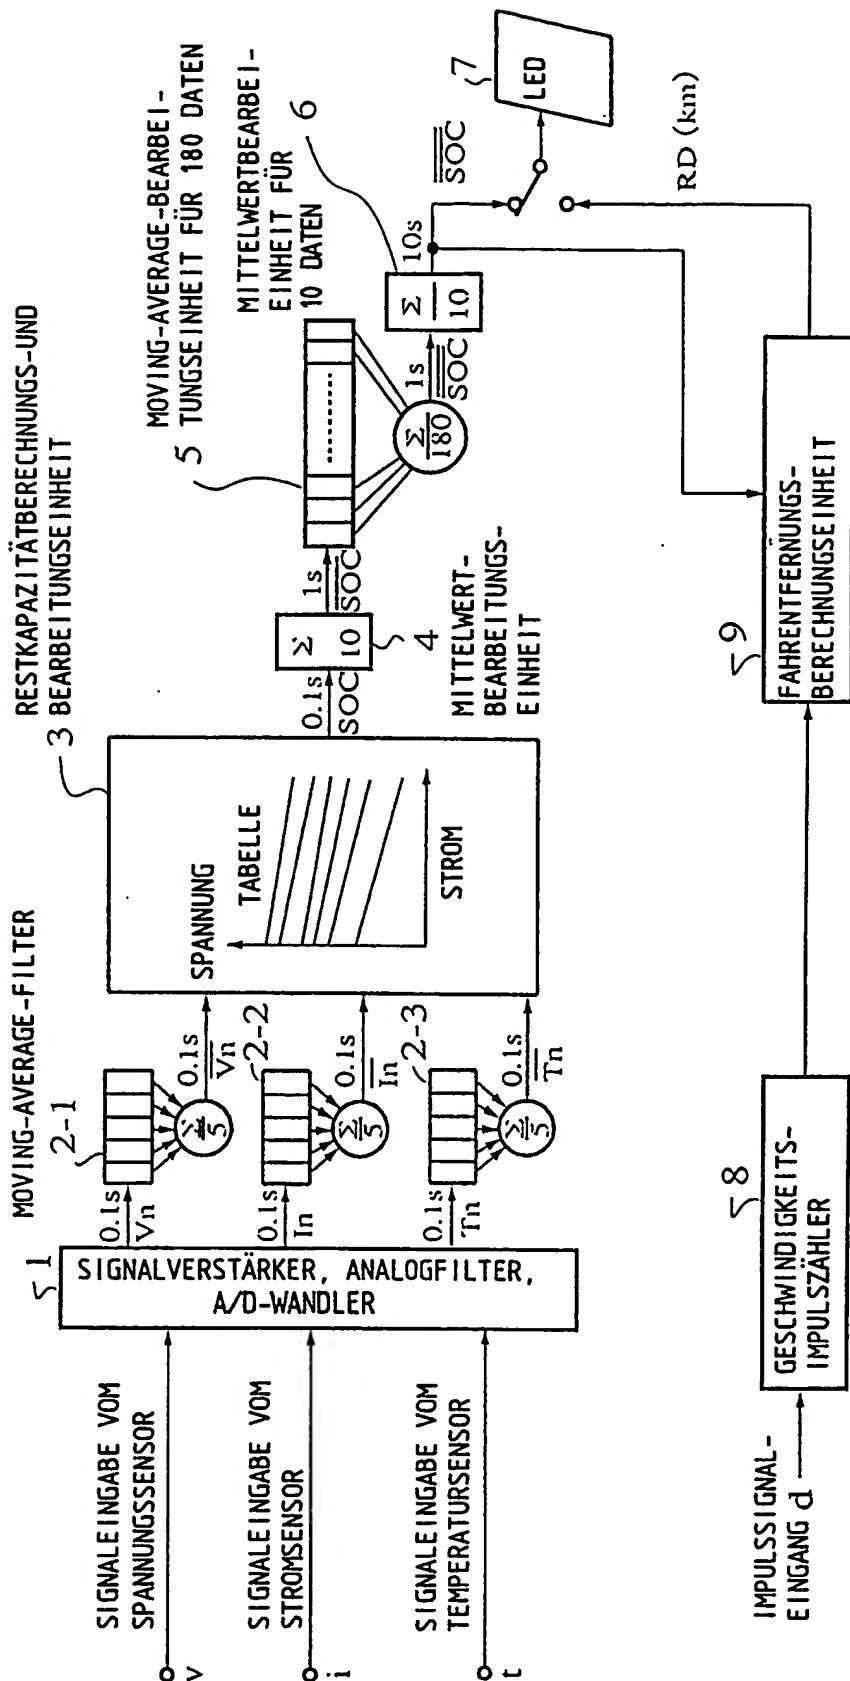 SIGNALEINGABE VOM
SPANNUNGSSENSOR
v
SIGNALEINGABE VOM
STROMSENSOR
i
SIGNALEINGABE VOM
TEMPERATURSENSOR
t
1
SIGNALVERSTÄRKER, ANALOGFILTER,
A/D-WANDLER
MOVING-AVERAGE-FILTER
2-1
0.1s
Vn
Σ
5
0.1s
Vn
2-2
0.1s
In
Σ
5
0.1s
In
2-3
0.1s
Tn
Σ
5
0.1s
Tn
RESTKAPAZITÄTBERECHNUNGS-UND
BEARBEITUNGSEINHEIT
3
SPANNUNG
TABELLE
STROM
0.1s
SOC
Σ
10
4
MITTELWERT-
BEARBEITUNGS-
EINHEIT
1s
SOC
MOVING-AVERAGE-BEARBEI-
TUNGSEINHEIT FÜR 180 DATEN
5
Σ
180
1s
SOC
MITTELWERTBEARBEI-
EINHEIT FÜR
10 DATEN
6
Σ
10
10s
SOC
7
LED
RD (km)
IMPULSSIGNAL-
EINGANG d
8
GESCHWINDIGKEITS-
IMPULSZÄHLER
9
FAHRENTFERNUNGS-
BERECHNUNGSEINHEIT